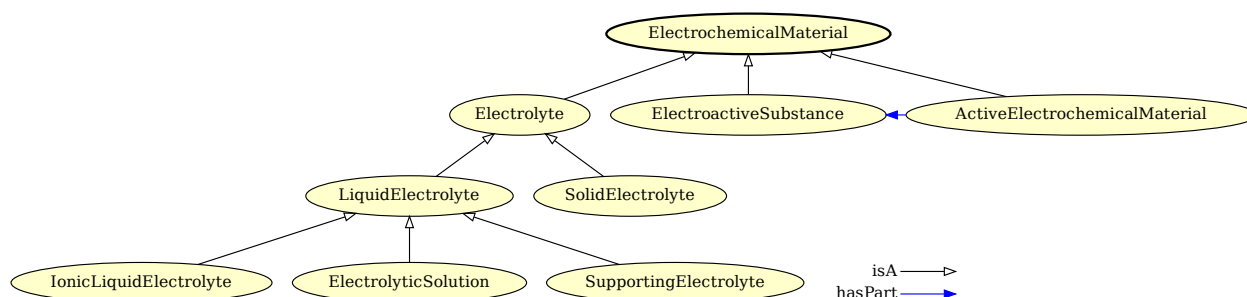 ElectrochemicalMaterial
Electrolyte
ElectroactiveSubstance
ActiveElectrochemicalMaterial
LiquidElectrolyte
SolidElectrolyte
IonicLiquidElectrolyte
ElectrolyticSolution
SupportingElectrolyte
isA
hasPart